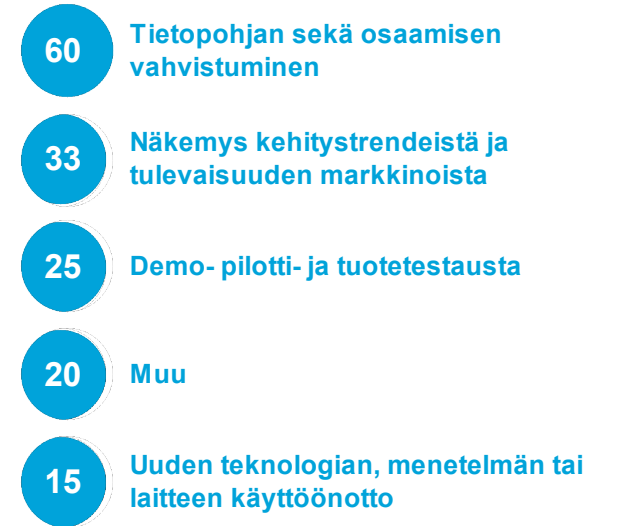 60
Tietopohjan sekä osaamisen
vahvistuminen
33
Näkemys kehitystrendeistä ja
tulevaisuuden markkinoista
25
Demo- pilotti- ja tuotetestausta
20
Muu
15
Uuden teknologian, menetelmän tai
laitteen käyttöönotto